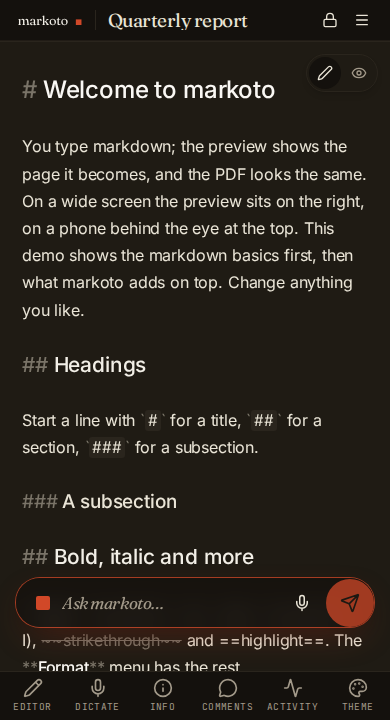 markoto
Quarterly report
# Welcome to markoto
You type markdown; the preview shows the
page it becomes, and the PDF looks the same.
On a wide screen the preview sits on the right,
on a phone behind the eye at the top. This
demo shows the markdown basics first, then
what markoto adds on top. Change anything
you like.
## Headings
Start a line with `#` for a title, `##` for a
section, `###` for a subsection.
### A subsection
## Bold, italic and more
Ask markoto...
I), ~~strikethrough~~ and ==highlight==. The
**Format** menu has the rest.
EDITOR DICTATE INFO COMMENTS ACTIVITY THEME